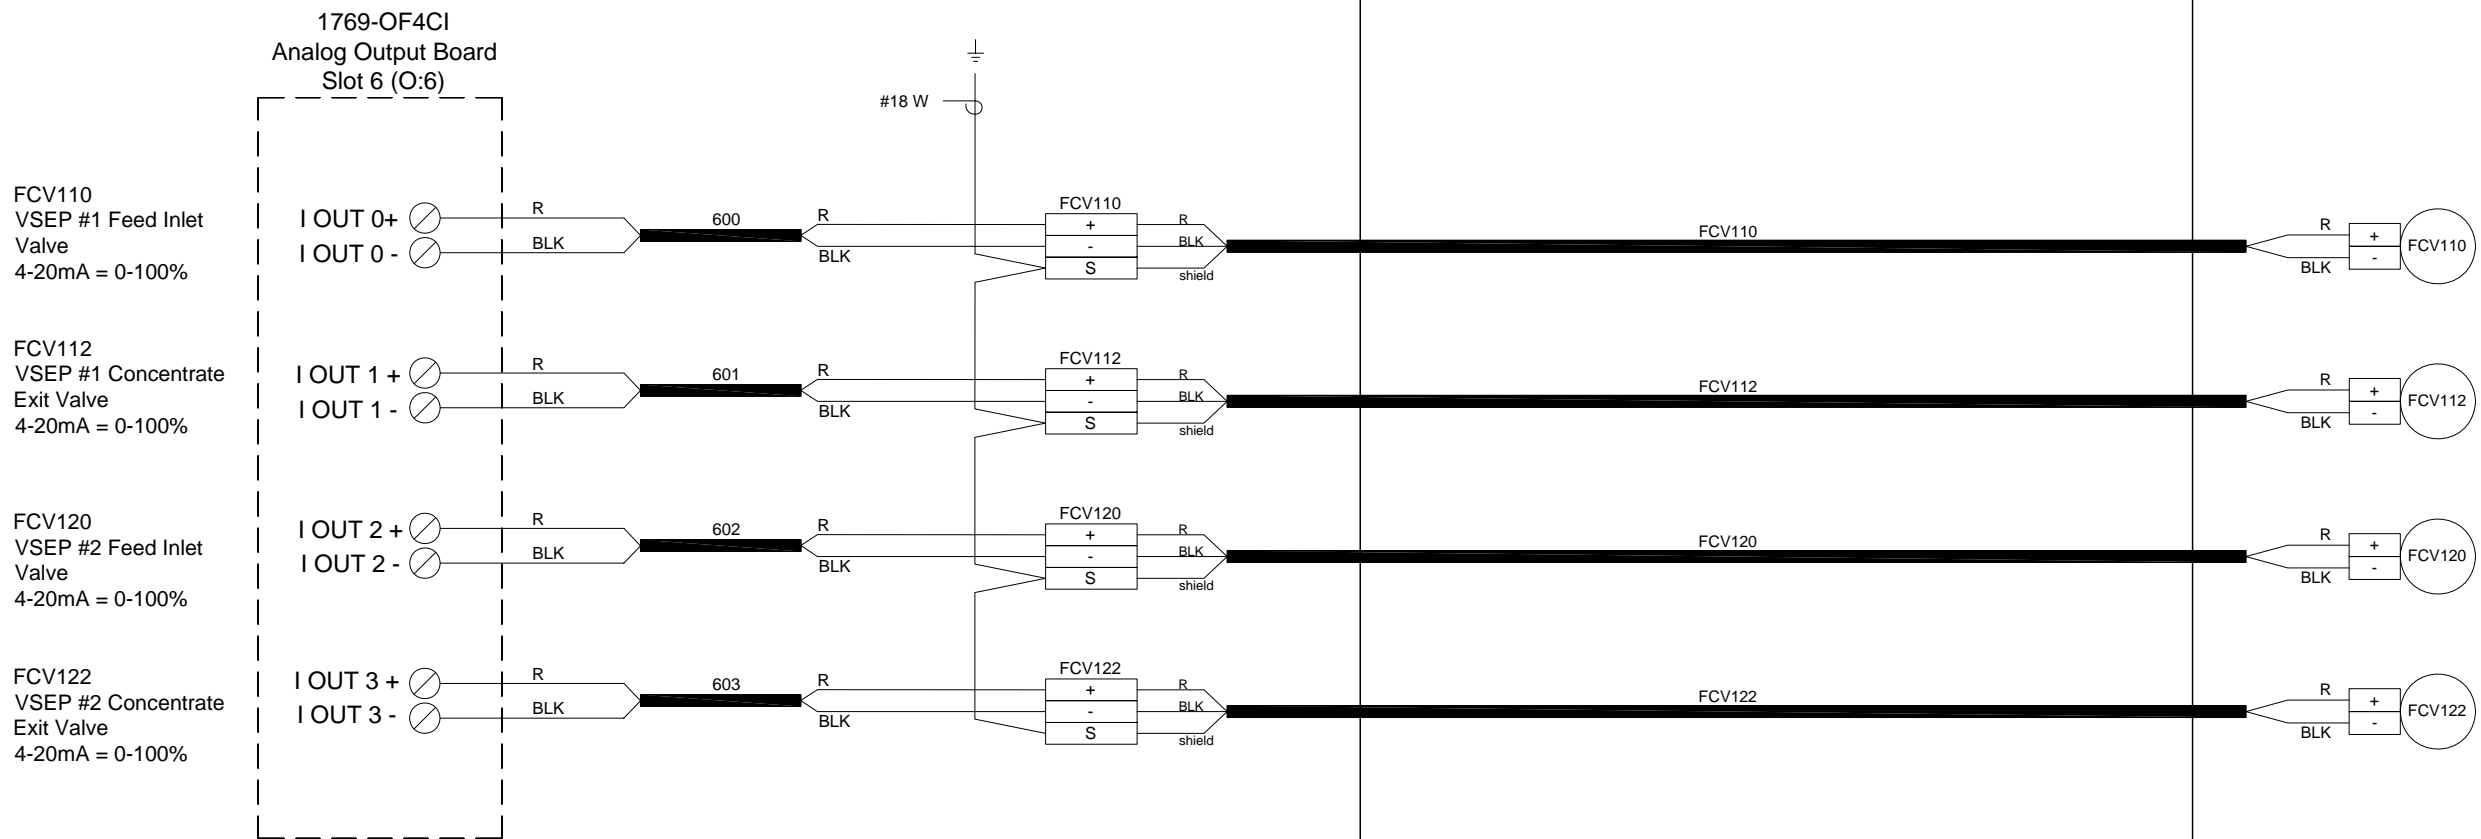 1769-OF4CI
Analog Output Board
Slot 6 (O:6)
#18 W
FCV110
VSEP #1 Feed Inlet
Valve
4-20mA = 0-100%
I OUT 0+
I OUT 0 -
R
BLK
600
R
BLK
FCV110
+
-
S
R
BLK
shield
FCV110
R
BLK
+
-
FCV110
FCV112
VSEP #1 Concentrate
Exit Valve
4-20mA = 0-100%
I OUT 1 +
I OUT 1 -
R
BLK
601
R
BLK
FCV112
+
-
S
R
BLK
shield
FCV112
R
BLK
+
-
FCV112
FCV120
VSEP #2 Feed Inlet
Valve
4-20mA = 0-100%
I OUT 2 +
I OUT 2 -
R
BLK
602
R
BLK
FCV120
+
-
S
R
BLK
shield
FCV120
R
BLK
+
-
FCV120
FCV122
VSEP #2 Concentrate
Exit Valve
4-20mA = 0-100%
I OUT 3 +
I OUT 3 -
R
BLK
603
R
BLK
FCV122
+
-
S
R
BLK
shield
FCV122
R
BLK
+
-
FCV122